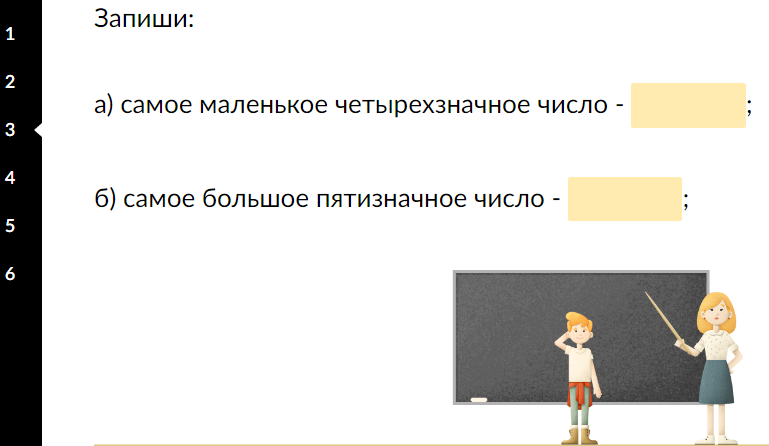 Запиши:
1
а) самое маленькое четырехзначное число - ;
2
3
4
б) самое большое пятизначное число - ;
5
6